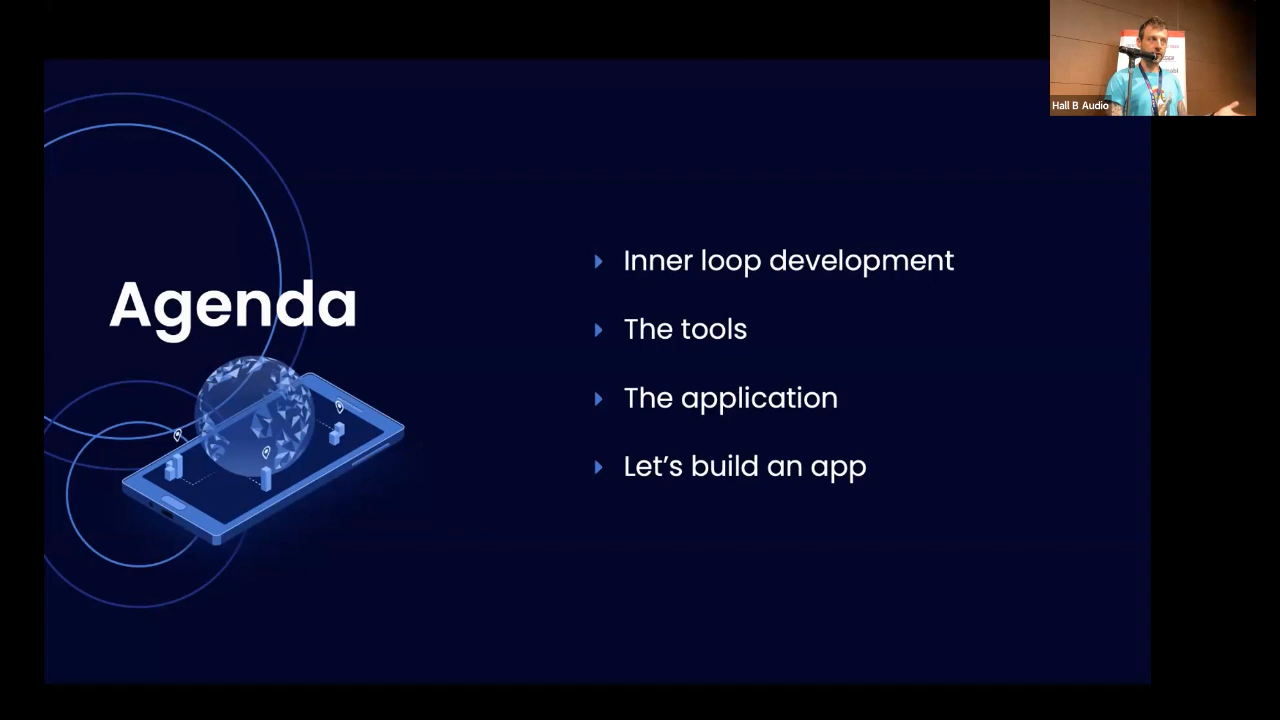 Agenda
Inner loop development
The tools
The application
Let’s build an app
Hall B Audio